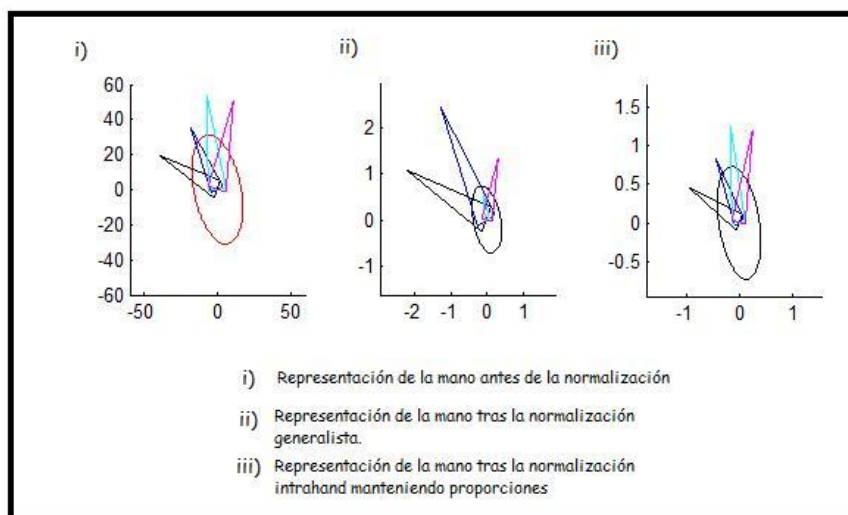 i)
ii)
iii)
60
40
20
0
-20
-40
-60
-50 0 50
2
1
0
-1
-2 -1 0 1
1.5
1
0.5
0
-0.5
-1 0 1
i) Representación de la mano antes de la normalización
ii) Representación de la mano tras la normalización
generalista.
iii) Representación de la mano tras la normalización
intrahand manteniendo proporciones